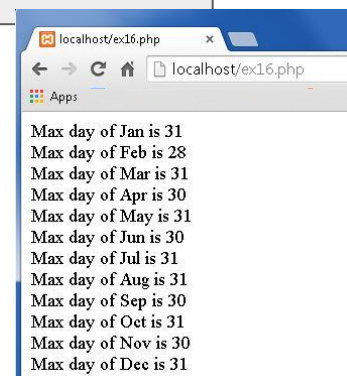 localhost/ex16.php
localhost/ex16.php
Apps
Max day of Jan is 31
Max day of Feb is 28
Max day of Mar is 31
Max day of Apr is 30
Max day of May is 31
Max day of Jun is 30
Max day of Jul is 31
Max day of Aug is 31
Max day of Sep is 30
Max day of Oct is 31
Max day of Nov is 30
Max day of Dec is 31